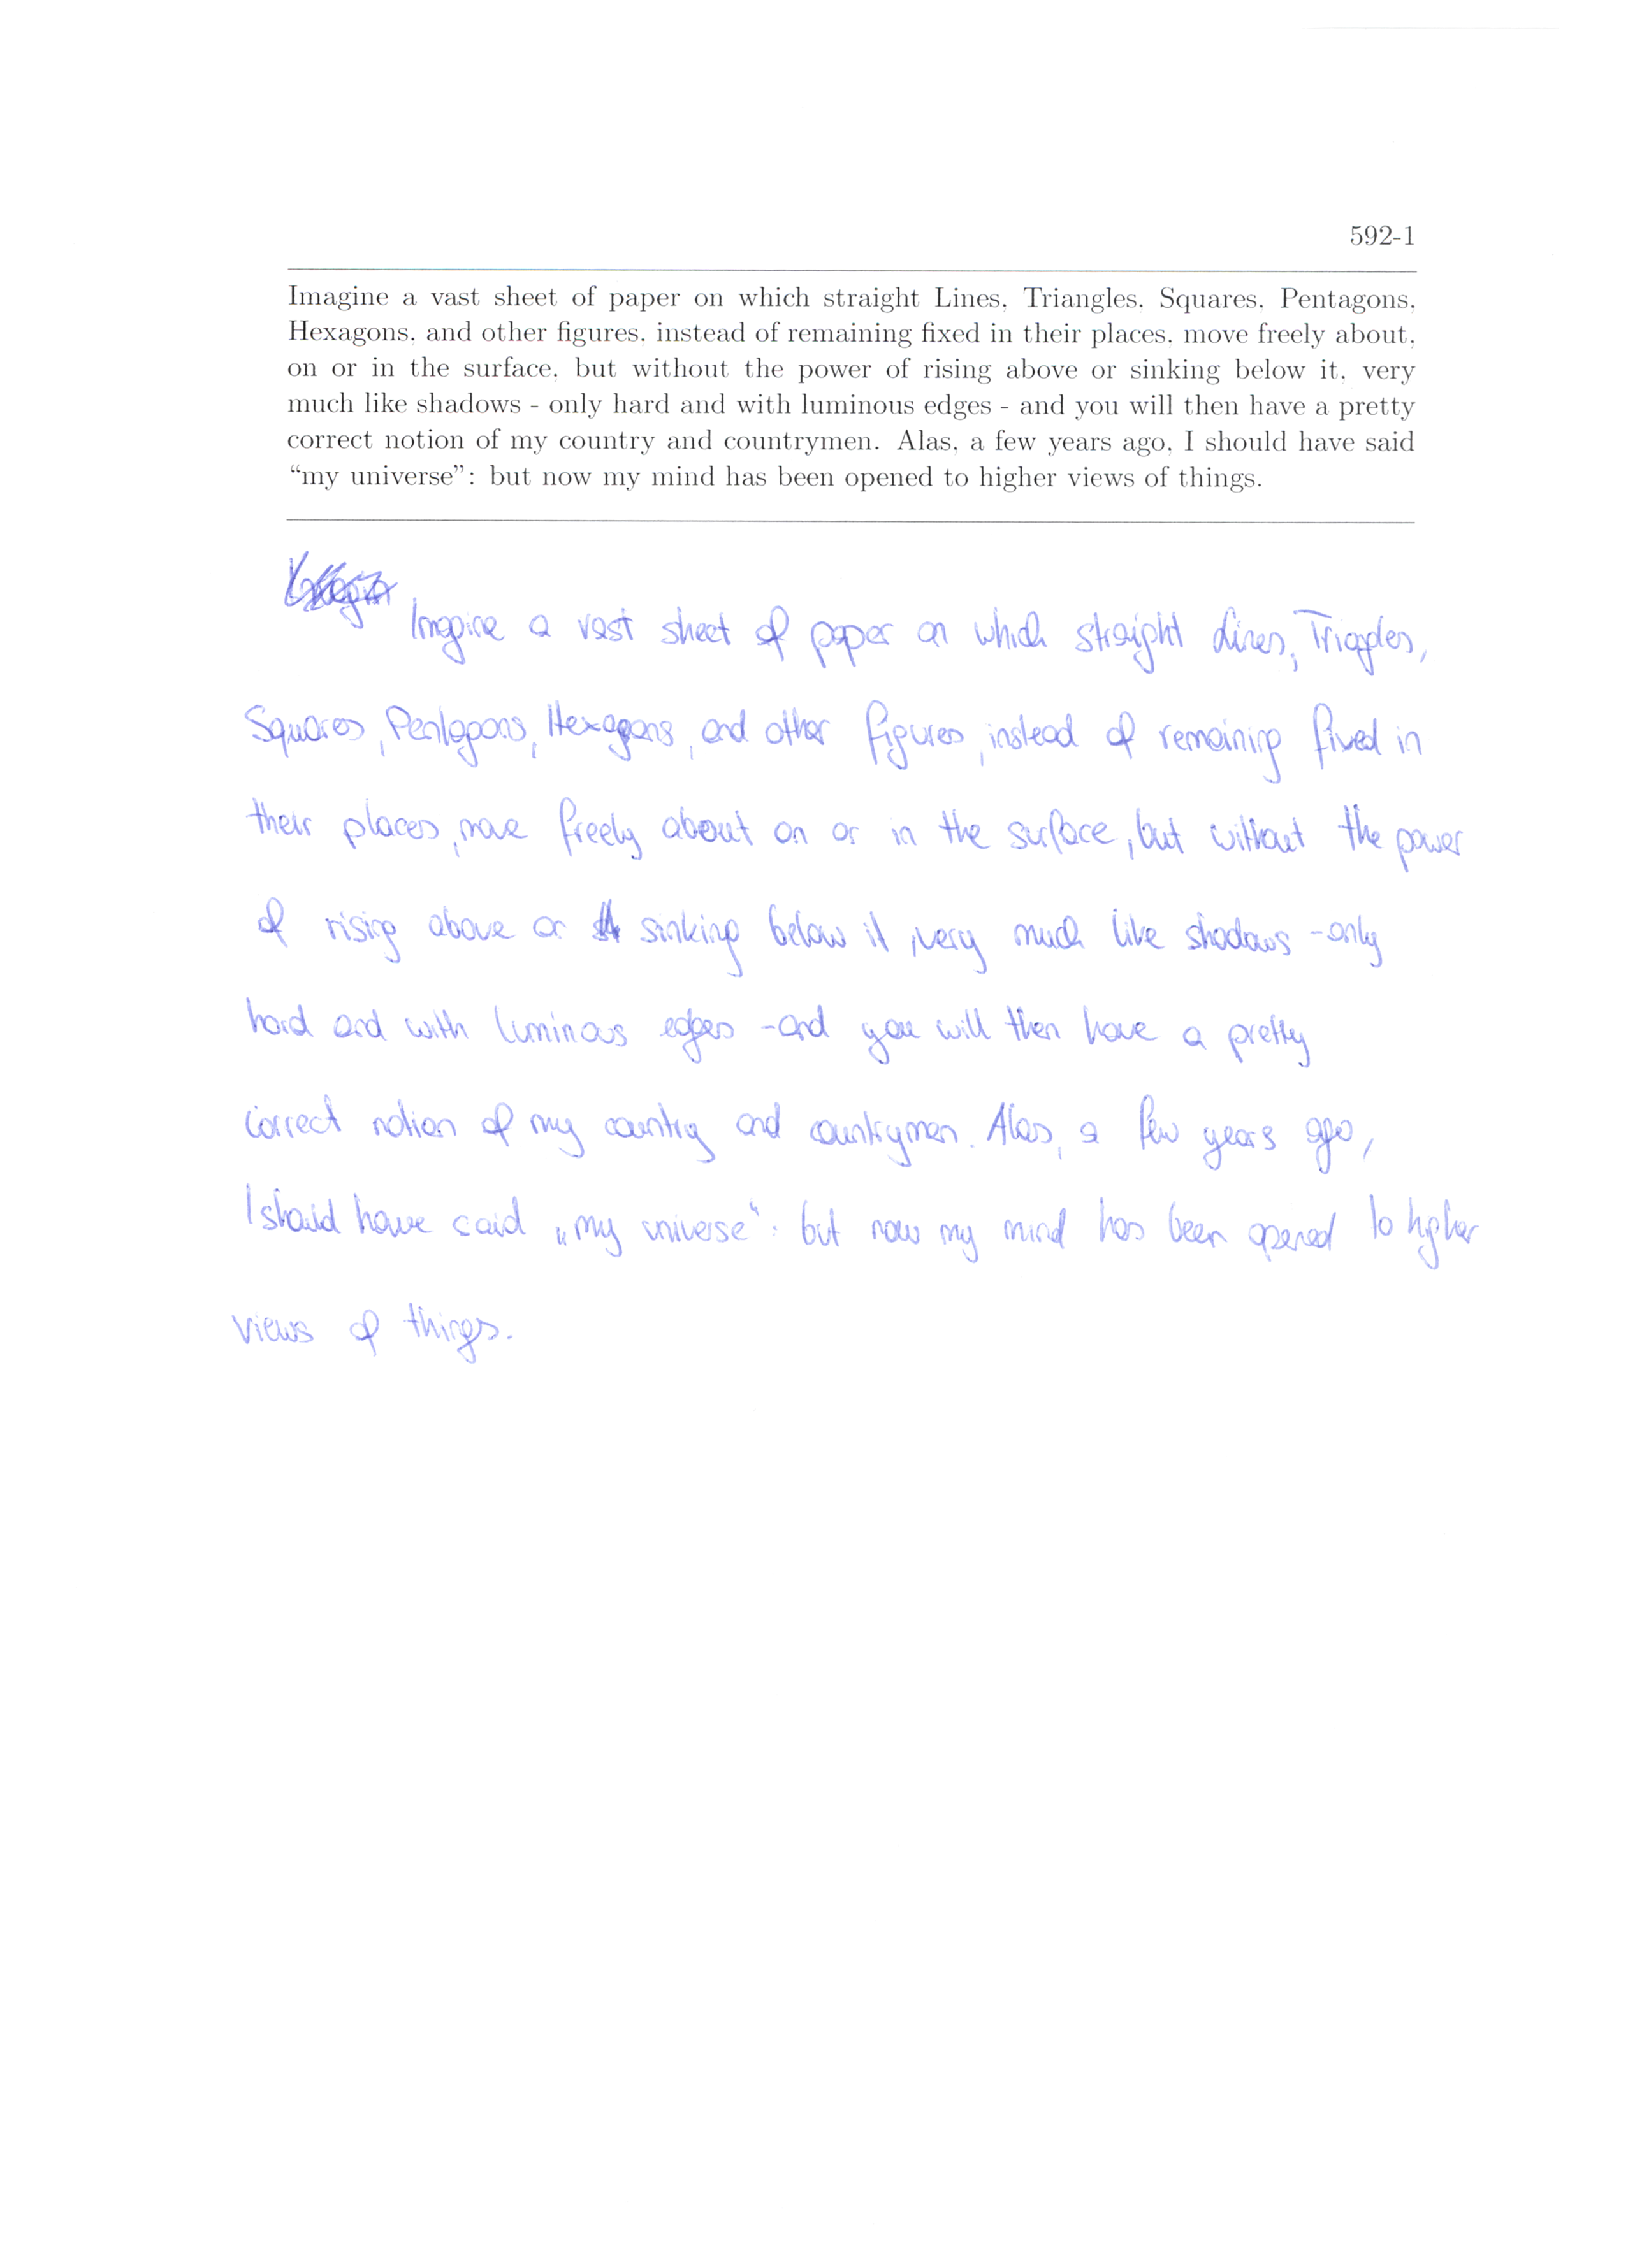 592-1
Imagine a vast sheet of paper on which straight Lines, Triangles, Squares, Pentagons,
Hexagons, and other figures, instead of remaining fixed in their places, move freely about,
on or in the surface, but without the power of rising above or sinking below it, very
much like shadows - only hard and with luminous edges - and you will then have a pretty
correct notion of my country and countrymen. Alas, a few years ago, I should have said
“my universe”: but now my mind has been opened to higher views of things.
Imagine a vast sheet of paper on which straight Lines, Triangles,
Squares, Pentagons, Hexagons, and other figures, instead of remaining fixed in
their places, move freely about on or in the surface, but without the power
of rising above or sinking below it, very much like shadows - only
hard and with luminous edges - and you will then have a pretty
correct notion of my country and countrymen. Alas, a few years ago,
I should have said „my universe“: but now my mind has been opened to higher
views of things.